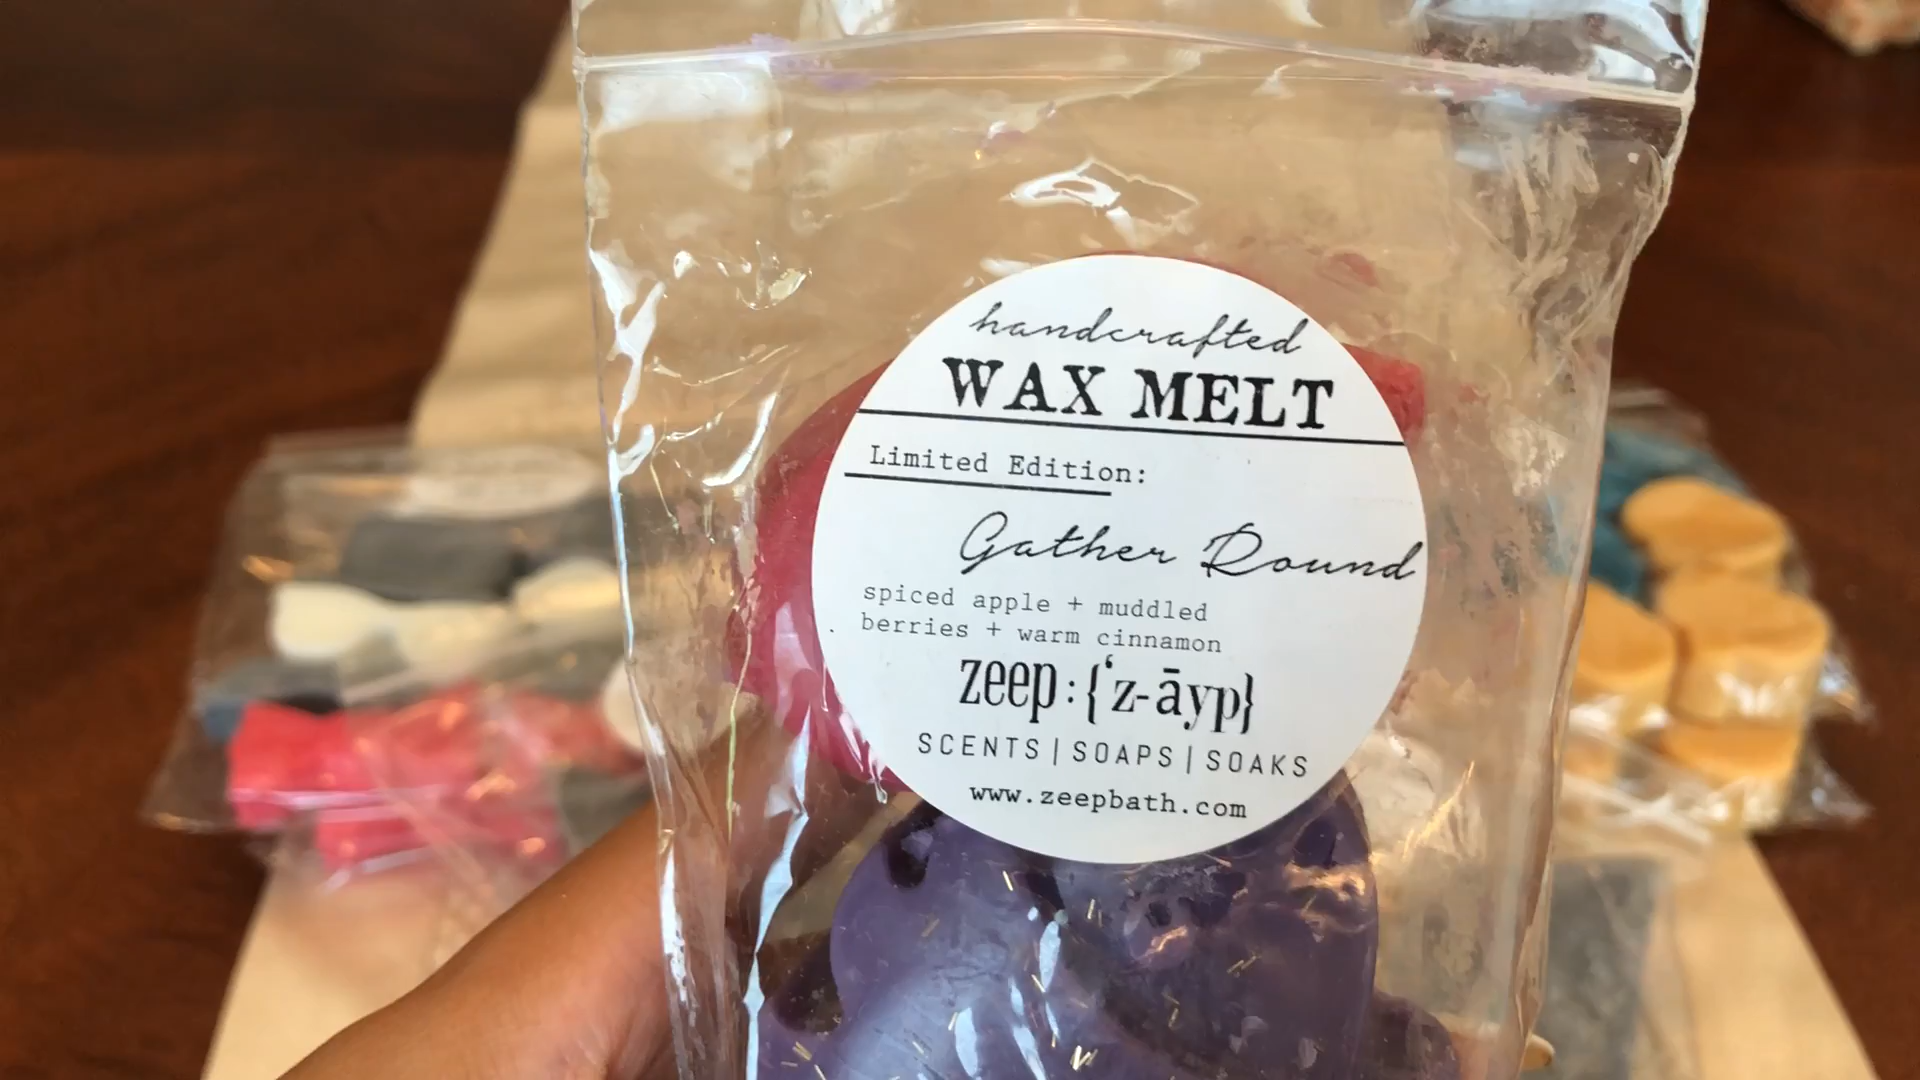 handcrafted
WAX MELT
Limited Edition:
Gather Round
spiced apple + muddled
berries + warm cinnamon
zeep:{'z-āyp}
SCENTS | SOAPS | SOAKS
www.zeepbath.com